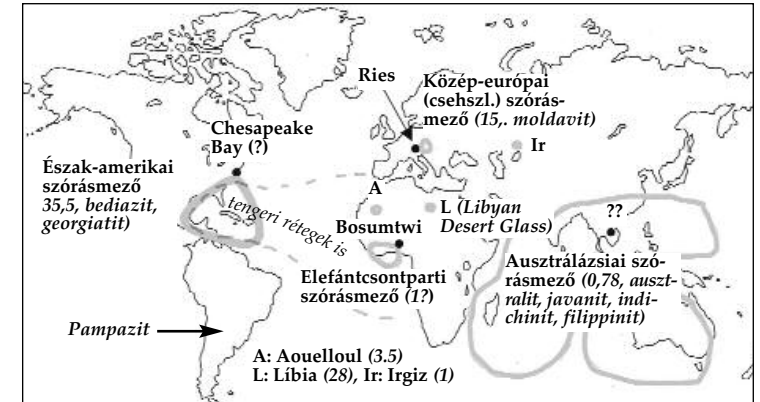 Ries
Közép-európai
(csehszl.) szórás-
mező (15,. moldavit)
Chesapeake
Bay (?)
Ir
Észak-amerikai
szórásmező
35,5, bediazit,
georgiatit)
A
tengeri rétegek is
L (Libyan
Desert Glass)
??
Bosumtwi
Elefántcsontparti
szórásmező (1?)
Ausztrálázsiai szó-
rásmező (0,78, auszt-
ralit, javanit, indi-
chinit, filippinit)
Pampazit
A: Aouelloul (3.5)
L: Líbia (28), Ir: Irgiz (1)